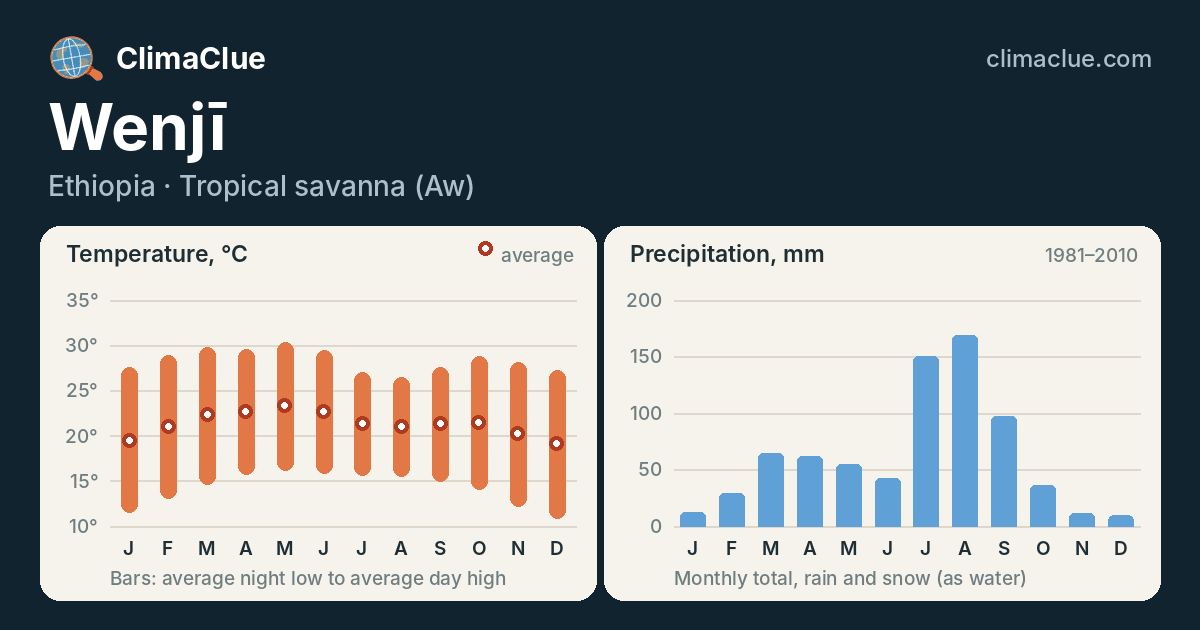 ClimaClue
climaclue.com
Wenjī
Ethiopia · Tropical savanna (Aw)
Temperature, °C
average
35°
30°
25°
20°
15°
10°
J F M A M J J A S O N D
Bars: average night low to average day high
Precipitation, mm
1981–2010
200
150
100
50
0
J F M A M J J A S O N D
Monthly total, rain and snow (as water)